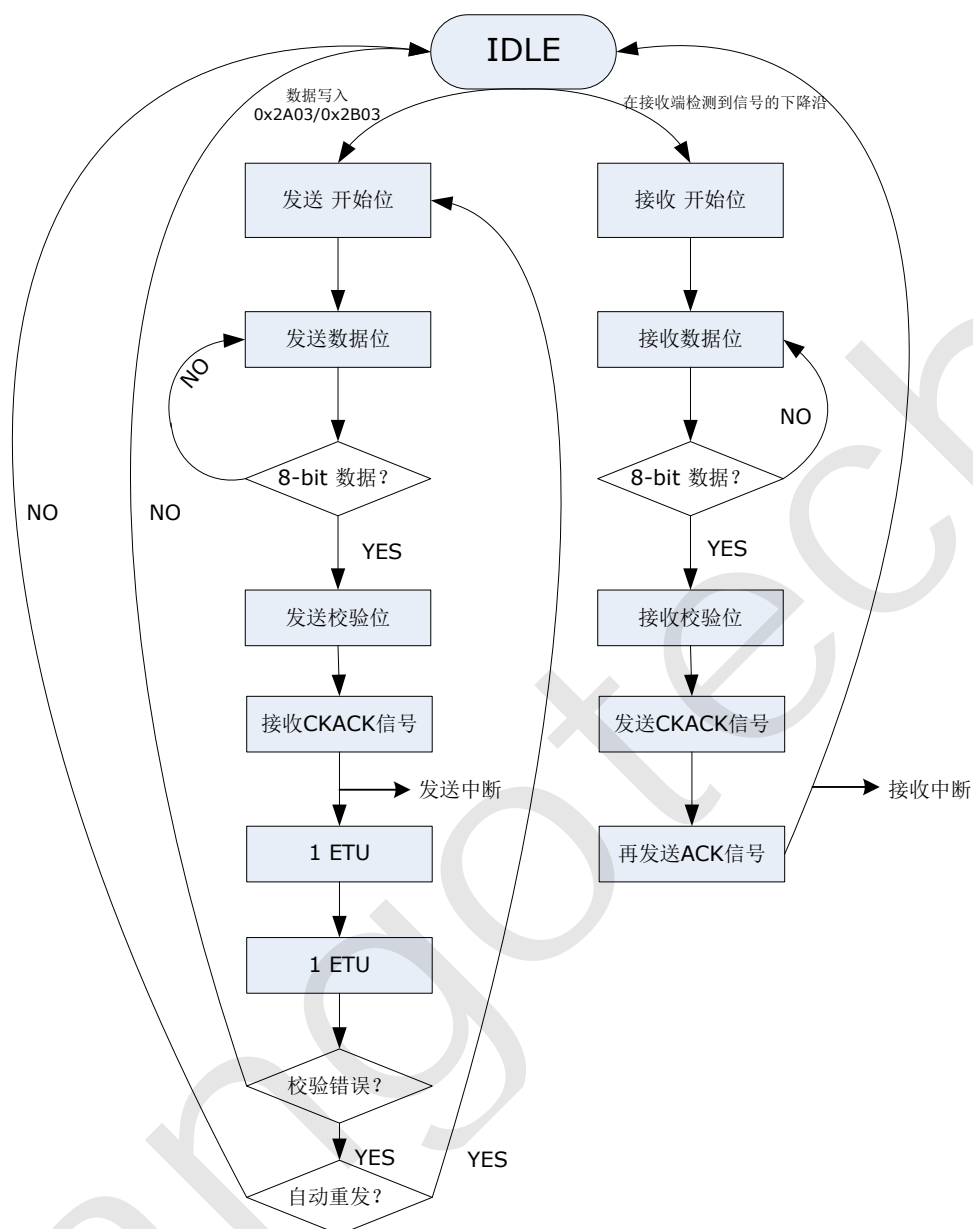 IDLE
数据写入
0x2A03/0x2B03
在接收端检测到信号的下降沿
发送 开始位
接收 开始位
发送数据位
接收数据位
NO
NO
8-bit 数据？
8-bit 数据？
NO
NO
YES
YES
发送校验位
接收校验位
接收CKACK信号
发送CKACK信号
发送中断
接收中断
1 ETU
再发送ACK信号
1 ETU
校验错误？
YES
YES
自动重发？
angotech